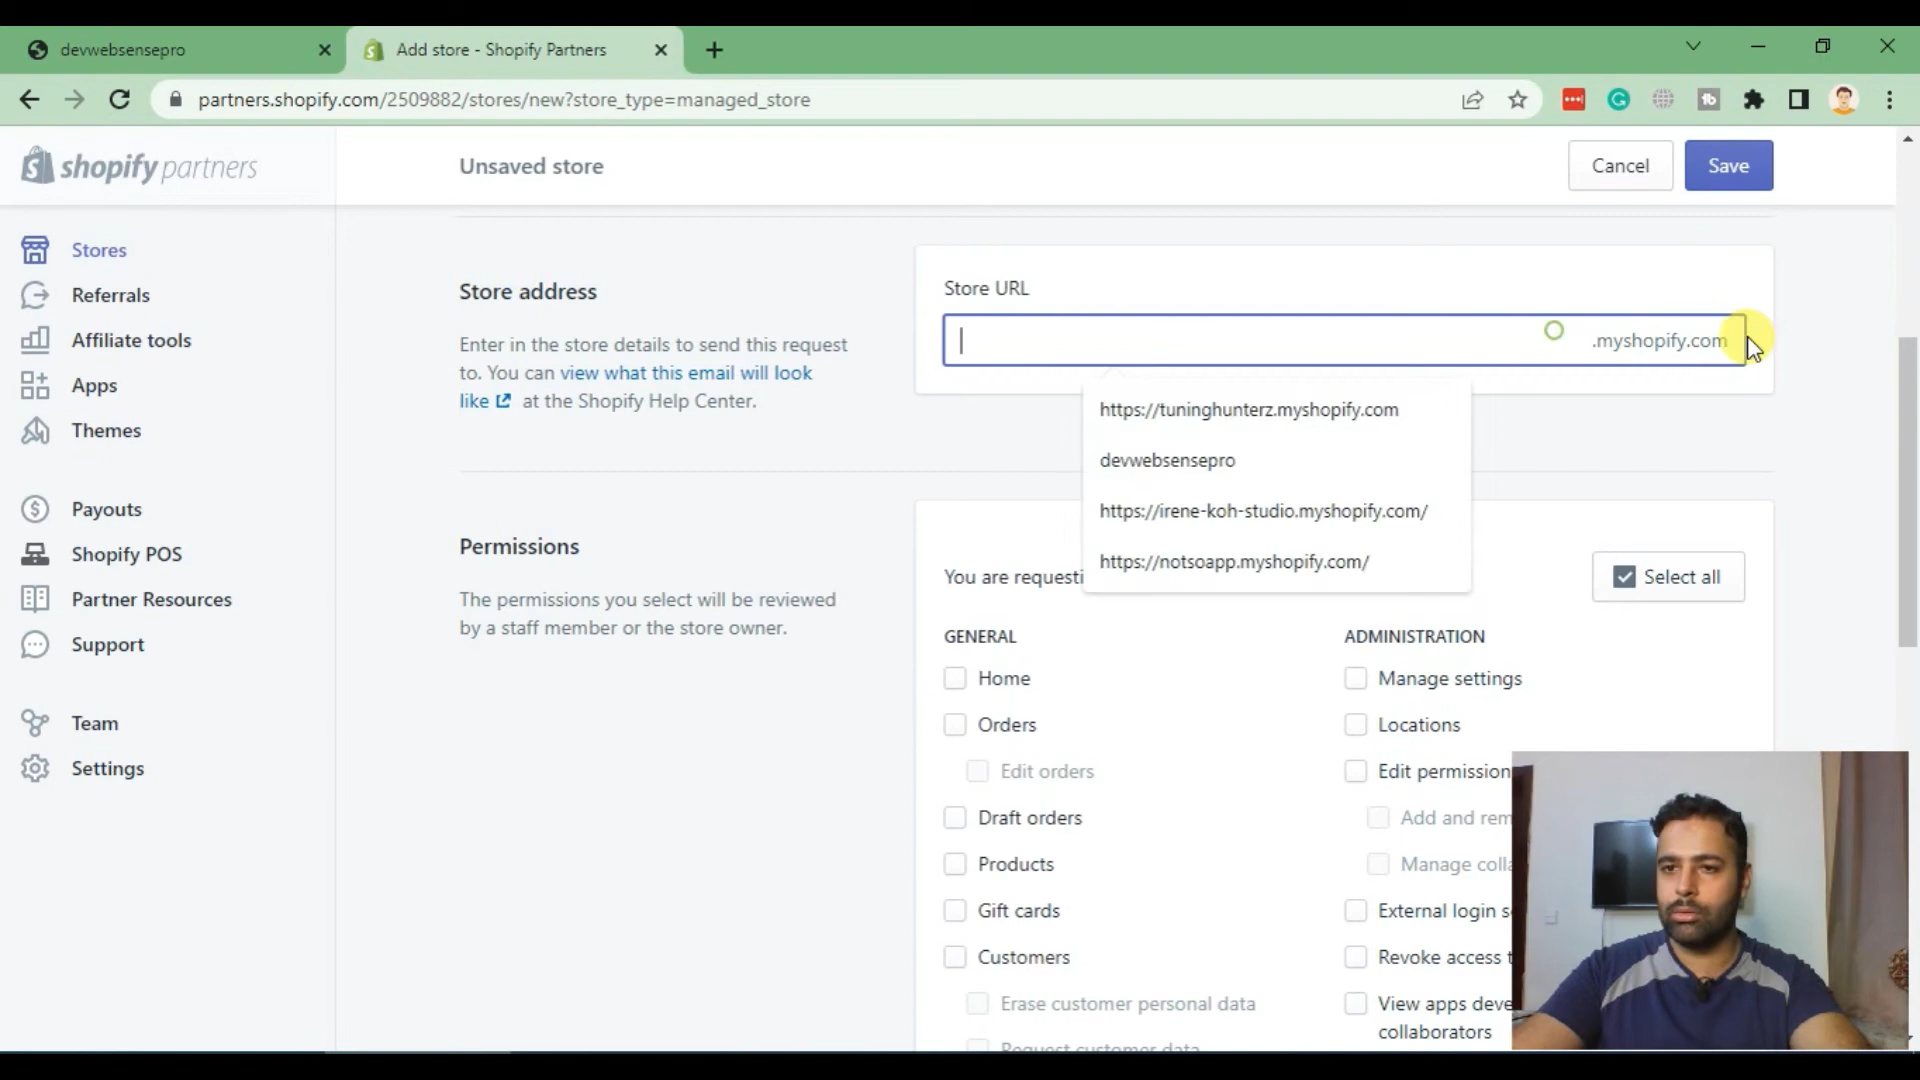 devwebsensepro
Add store - Shopify Partners
partners.shopify.com/2509882/stores/new?store_type=managed_store
shopify partners
Unsaved store
Cancel
Save
Stores
Referrals
Affiliate tools
Apps
Themes
Payouts
Shopify POS
Partner Resources
Support
Team
Settings
Store address
Enter in the store details to send this request
to. You can view what this email will look
like at the Shopify Help Center.
Store URL
.myshopify.com
https://tuninghunterz.myshopify.com
devwebsensepro
https://irene-koh-studio.myshopify.com/
https://notsoapp.myshopify.com/
Permissions
The permissions you select will be reviewed
by a staff member or the store owner.
You are requesti
Select all
GENERAL
Home
Orders
Edit orders
Draft orders
Products
Gift cards
Customers
Erase customer personal data
Request customer data
ADMINISTRATION
Manage settings
Locations
Edit permission
Add and rem
Manage colla
External login s
Revoke access t
View apps deve
collaborators